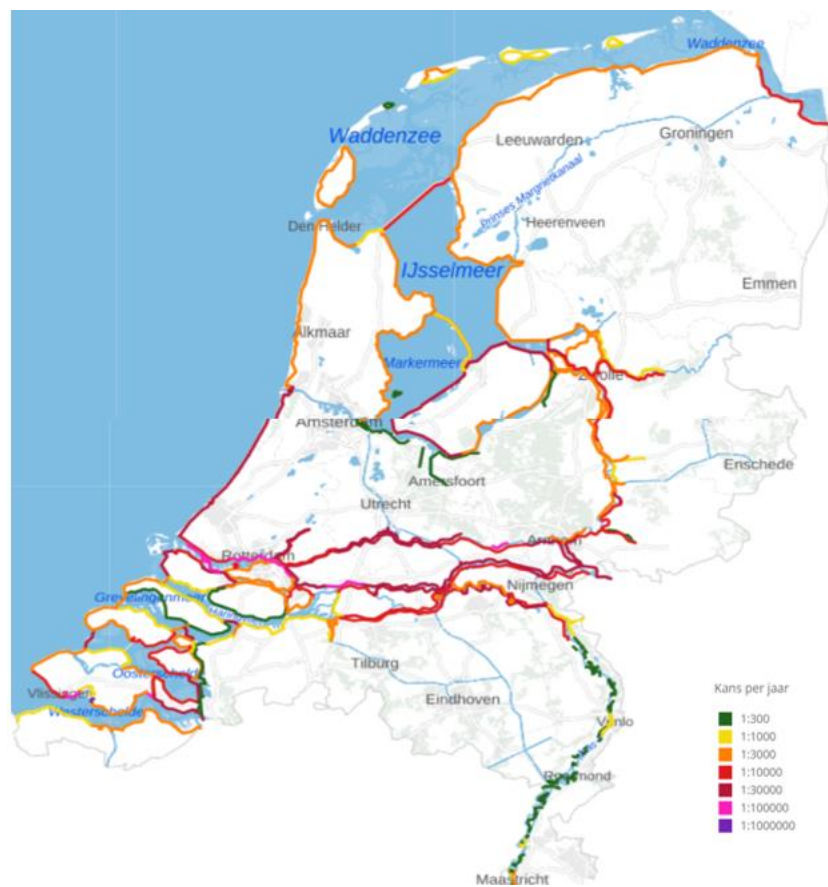 Waddenzee
Leeuwarden
Groningen
Waddenzee
Prinses Margrietkanaal
Den Helder
Heerenveen
IJsselmeer
Emmen
Alkmaar
Markermeer
Zwolle
Amsterdam
Enschede
Amersfoort
Utrecht
Arnhem
Rotterdam
Nijmegen
Grevelingenmeer
Tilburg
Oosterschelde
Vlissingen
Eindhoven
Westerschelde
Kans per jaar
Venlo
1:300
1:1000
1:3000
Roermond
1:10000
1:30000
1:100000
1:1000000
Maastricht